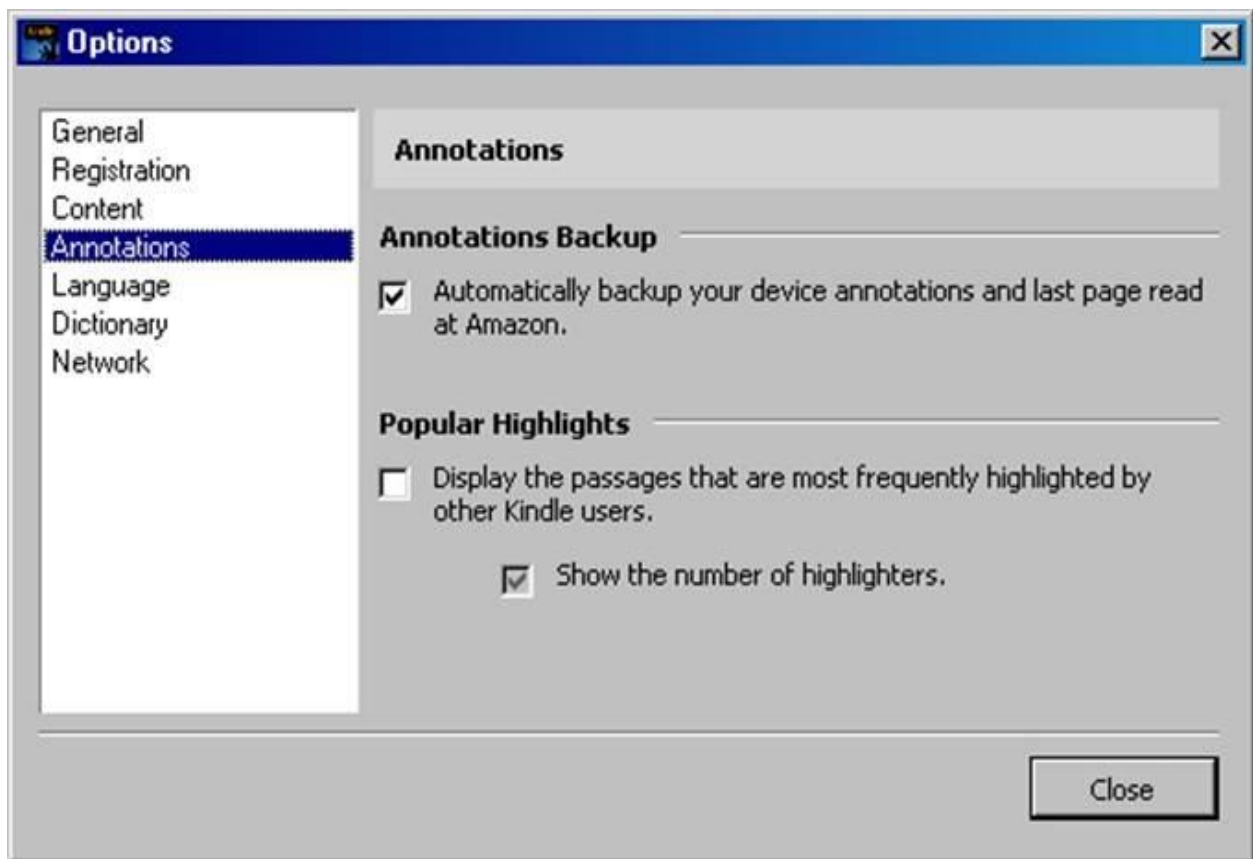 Options
General
Registration
Content
Annotations
Language
Dictionary
Network
Annotations
Annotations Backup
Automatically backup your device annotations and last page read
at Amazon.
Popular Highlights
Display the passages that are most frequently highlighted by
other Kindle users.
Show the number of highlighters.
Close